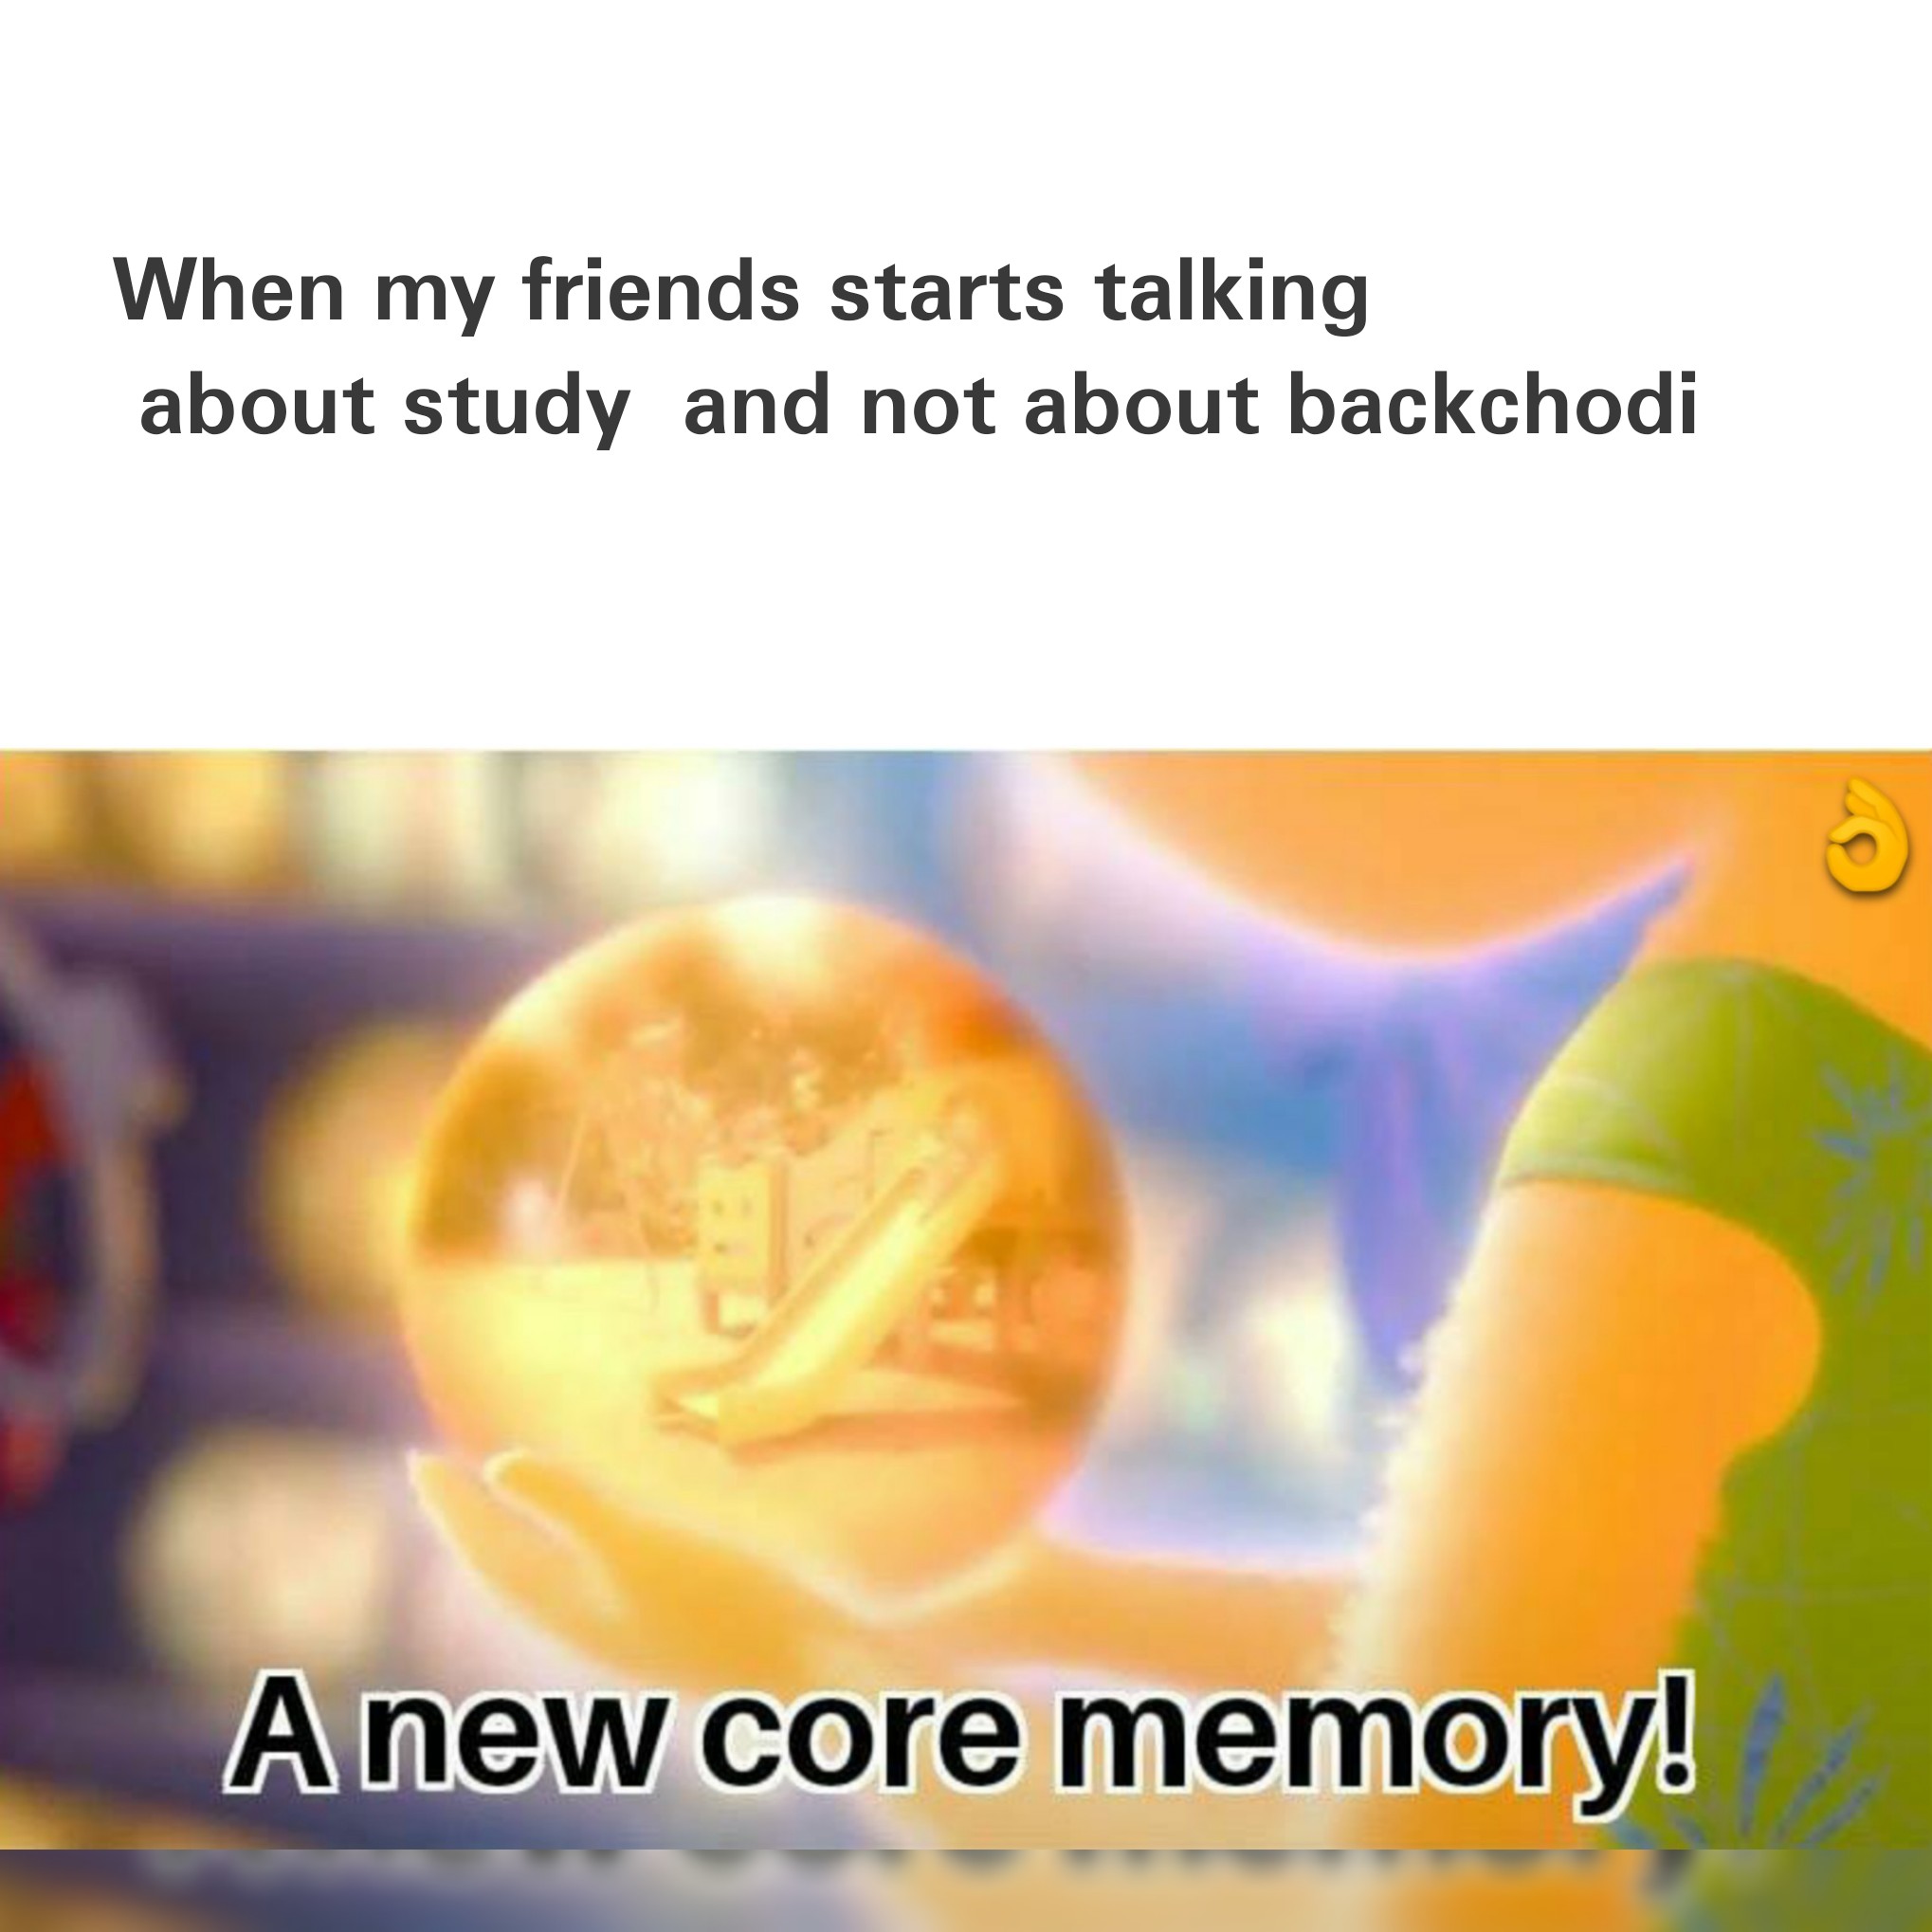 When my friends starts talking
about study  and not about backchodi
A new core memory!